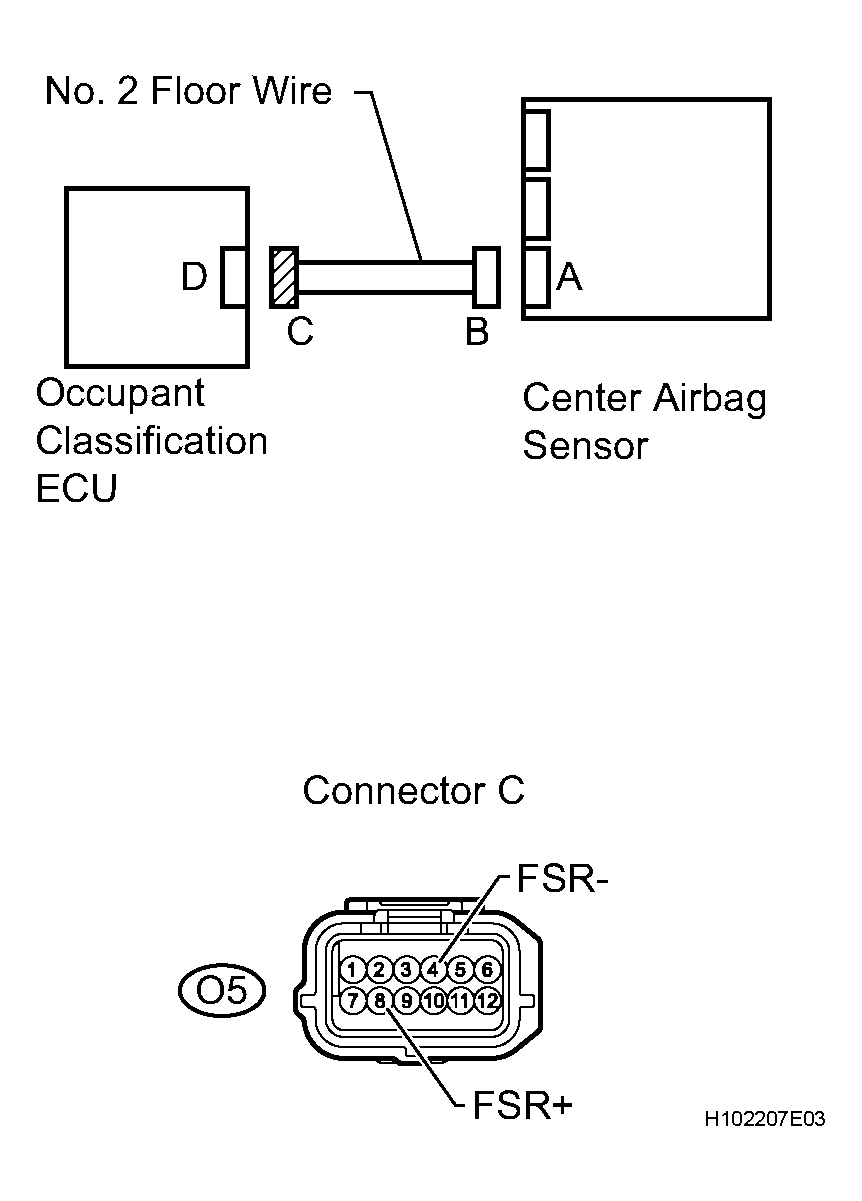 No. 2 Floor Wire
D
A
C
B
Occupant
Classification
ECU
Center Airbag
Sensor
Connector C
FSR-
1 2 3 4 5 6
O5
7 8 9 10 11 12
FSR+
H102207E03